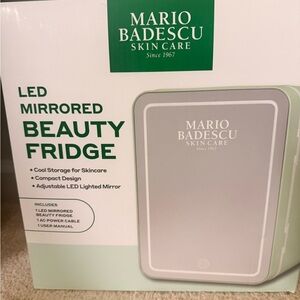 MARIO
BADESCU
SKIN CARE
Since 1967
LED
MIRRORED
BEAUTY
FRIDGE
• Cool Storage for Skincare
• Compact Design
• Adjustable LED Lighted Mirror
INCLUDES
1 LED MIRRORED
BEAUTY FRIDGE
1 AC POWER CABLE
1 USER MANUAL
MARIO
BADESCU
SKIN CARE
Since 1967